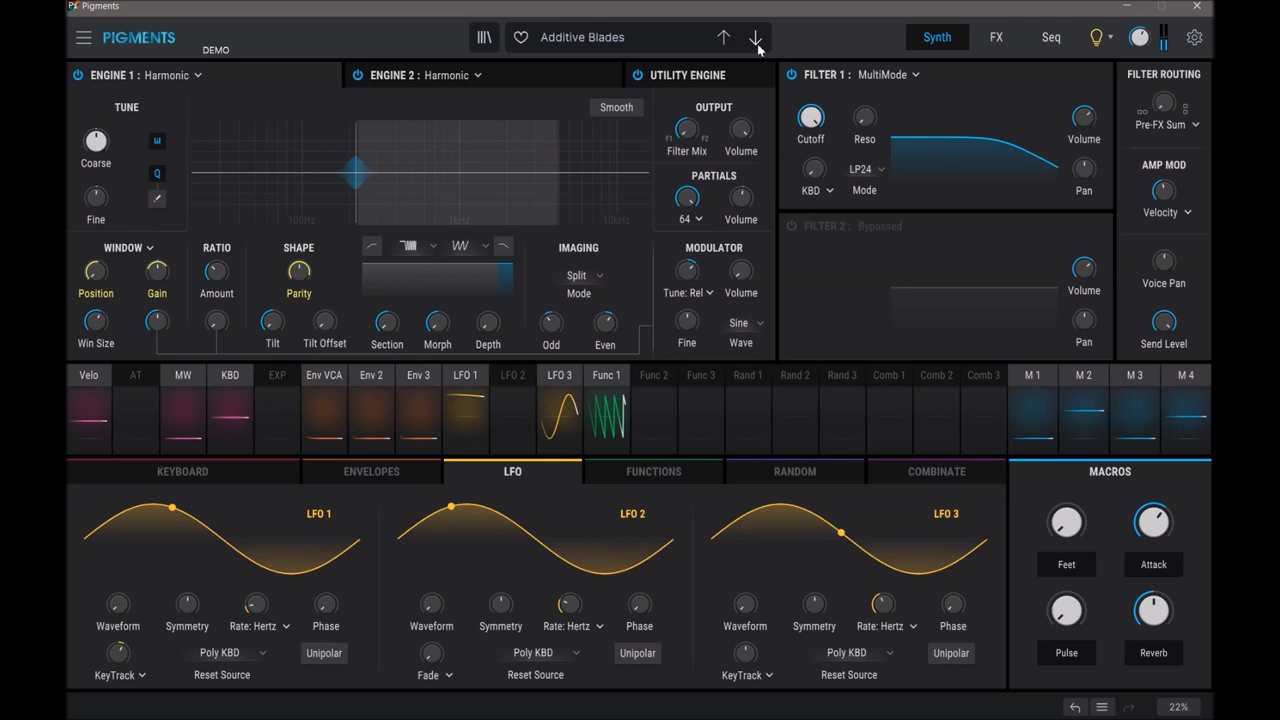 Pigments
PIGMENTS
DEMO
Additive Blades
Synth
FX
Seq
ENGINE 1: Harmonic
ENGINE 2: Harmonic
UTILITY ENGINE
FILTER 1: MultiMode
FILTER ROUTING
TUNE
Coarse
Fine
Q
Smooth
100Hz
1kHz
10kHz
OUTPUT
F1
F2
Filter Mix
Volume
PARTIALS
64
Volume
Cutoff
Reso
Volume
KBD
LP24
Mode
Pan
Pre-FX Sum
AMP MOD
Velocity
WINDOW
RATIO
SHAPE
IMAGING
MODULATOR
FILTER 2: Bypassed
Position
Gain
Amount
Parity
Split
Mode
Tune: Rel
Volume
Volume
Voice Pan
Win Size
Tilt
Tilt Offset
Section
Morph
Depth
Odd
Even
Fine
Sine
Wave
Pan
Send Level
Velo
AT
MW
KBD
EXP
Env VCA
Env 2
Env 3
LFO 1
LFO 2
LFO 3
Func 1
Func 2
Func 3
Rand 1
Rand 2
Rand 3
Comb 1
Comb 2
Comb 3
M 1
M 2
M 3
M 4
KEYBOARD
ENVELOPES
LFO
FUNCTIONS
RANDOM
COMBINATE
MACROS
LFO 1
LFO 2
LFO 3
Waveform
Symmetry
Rate: Hertz
Phase
Waveform
Symmetry
Rate: Hertz
Phase
Waveform
Symmetry
Rate: Hertz
Phase
KeyTrack
Poly KBD
Reset Source
Unipolar
Fade
Poly KBD
Reset Source
Unipolar
KeyTrack
Poly KBD
Reset Source
Unipolar
Feet
Attack
Pulse
Reverb
22%